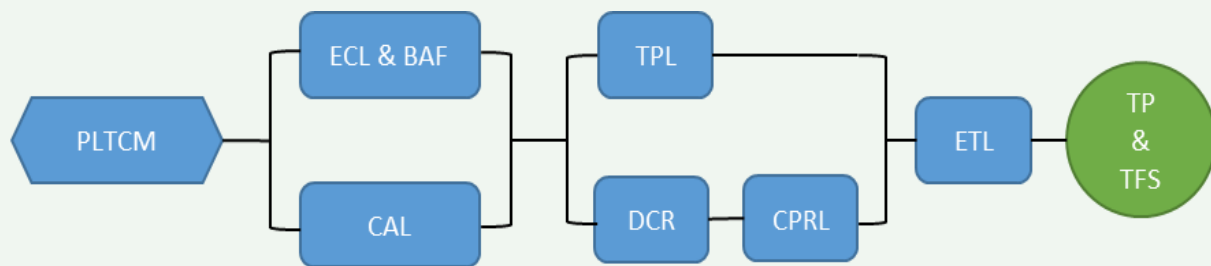 PLTCM
ECL & BAF
CAL
TPL
DCR
CPRL
ETL
TP
&
TFS